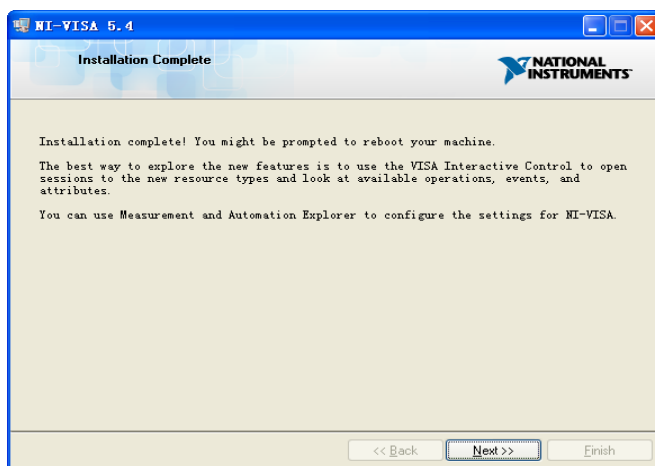 NI-VISA 5.4
Installation Complete
NATIONAL
INSTRUMENTS
Installation complete! You might be prompted to reboot your machine.
The best way to explore the new features is to use the VISA Interactive Control to open
sessions to the new resource types and look at available operations, events, and
attributes.
You can use Measurement and Automation Explorer to configure the settings for NI-VISA.
<< Back
Next >>
Finish